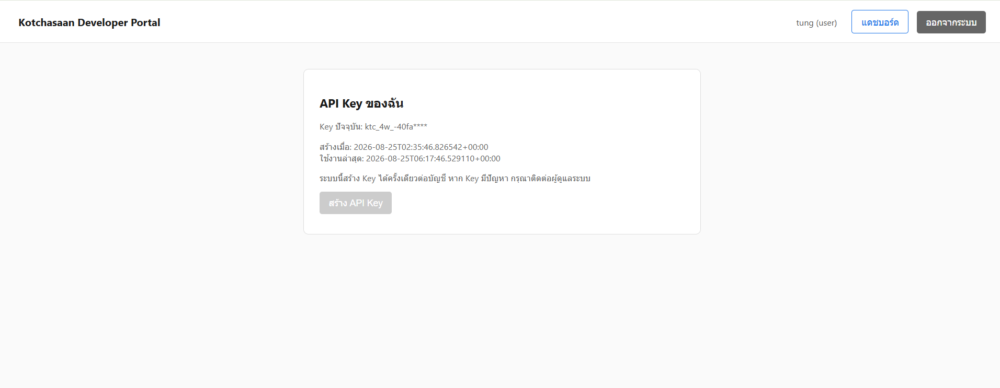 Kotchasaan Developer Portal
tung (user)
แดชบอร์ด
ออกจากระบบ
API Key ของฉัน
Key ปัจจุบัน: ktc_4w_-40fa****
สร้างเมื่อ: 2026-08-25T02:35:46.826542+00:00
ใช้งานล่าสุด: 2026-08-25T06:17:46.529110+00:00
ระบบนี้สร้าง Key ได้ครั้งเดียวต่อบัญชี หาก Key มีปัญหา กรุณาติดต่อผู้ดูแลระบบ
สร้าง API Key